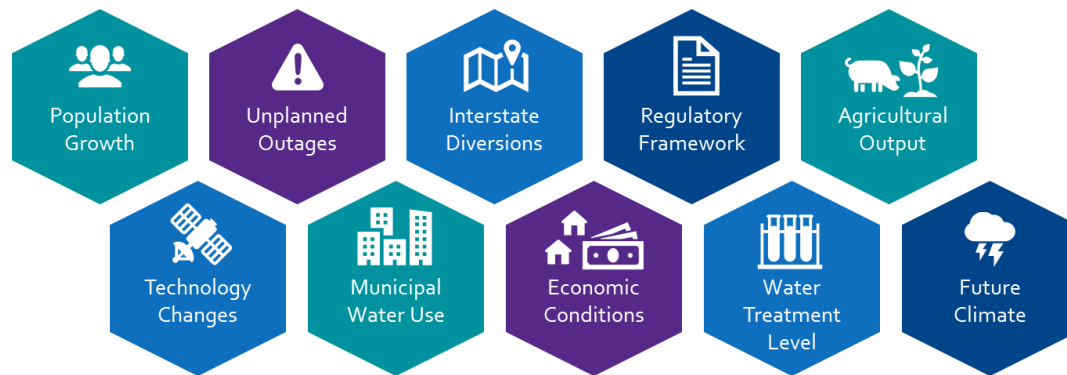 Population
Growth
Unplanned
Outages
Interstate
Diversions
Regulatory
Framework
Agricultural
Output
Technology
Changes
Municipal
Water Use
Economic
Conditions
Water
Treatment
Level
Future
Climate